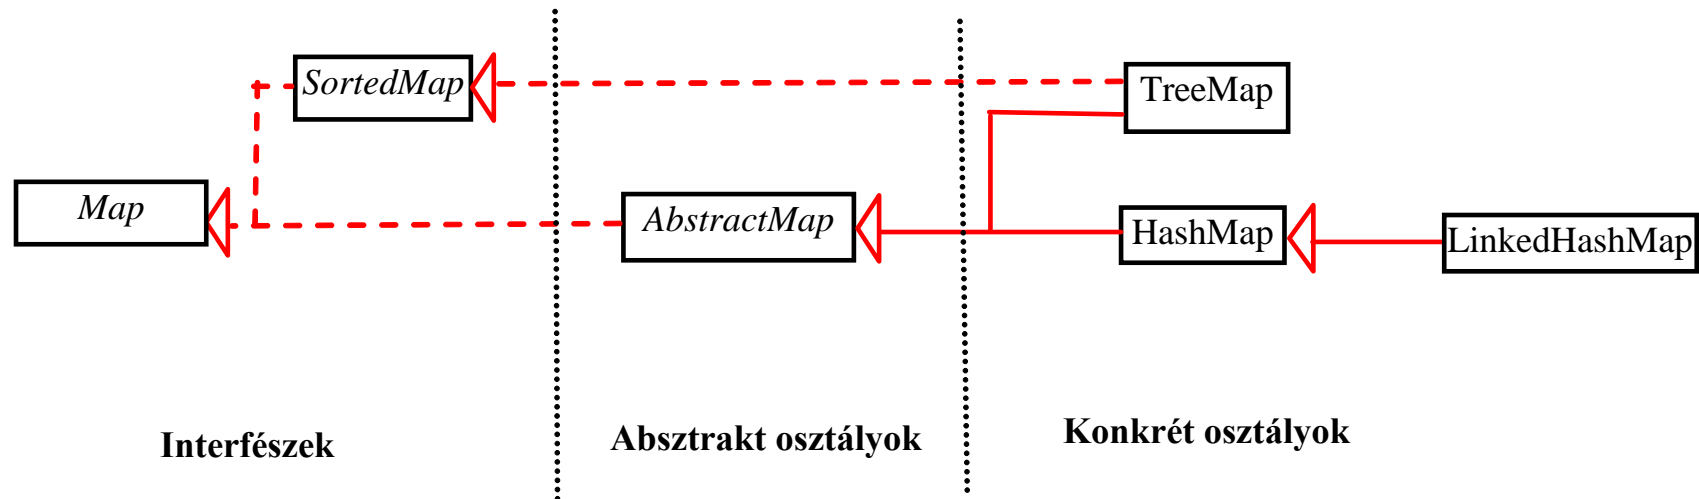 SortedMap
TreeMap
Map
AbstractMap
HashMap
LinkedHashMap
Interfészek
Absztrakt osztályok
Konkrét osztályok